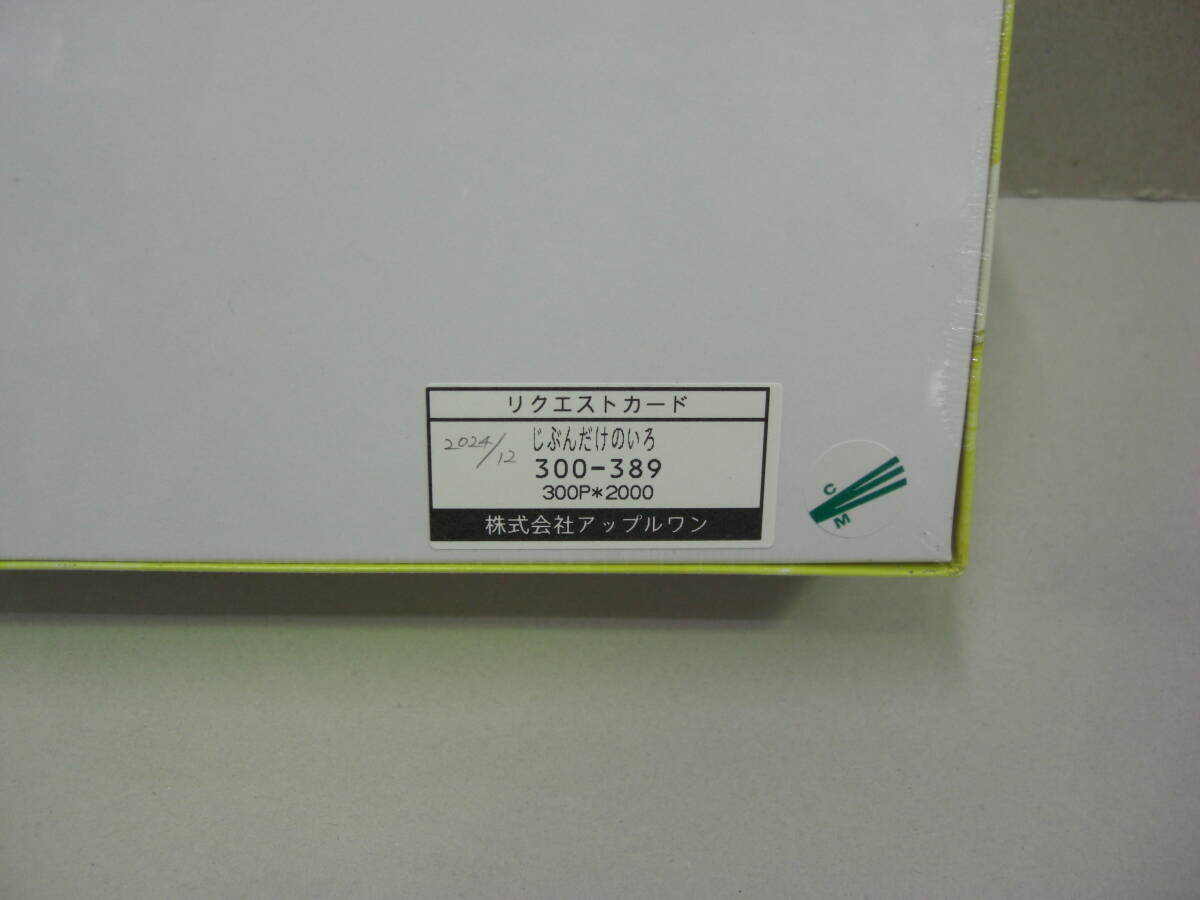 リクエストカード
2024/12 じぶんだけのいろ
300-389
300P*2000
株式会社アップルワン
C
M